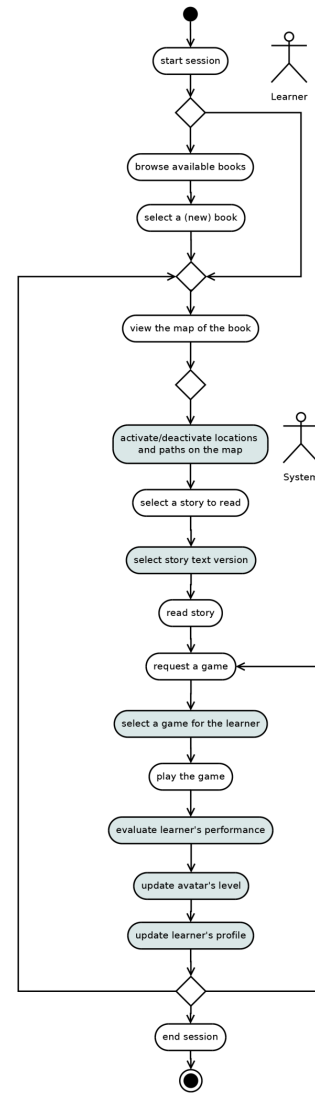 start session
Learner
browse available books
select a (new) book
view the map of the book
activate/deactivate locations
and paths on the map
System
select a story to read
select story text version
read story
request a game
select a game for the learner
play the game
evaluate learner's performance
update avatar's level
update learner's profile
end session